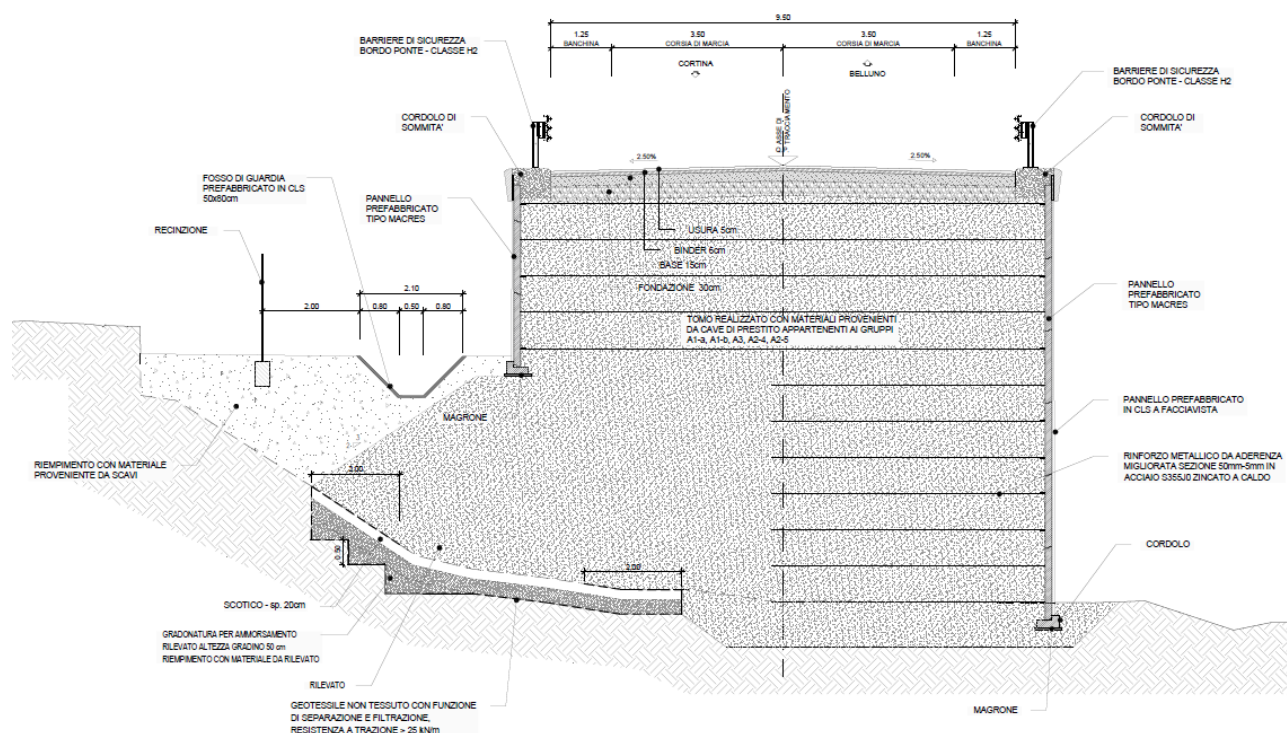 9.50
1.25
3.50
3.50
1.25
BANCHINA
CORSIA DI MARCIA
CORSIA DI MARCIA
BANCHINA
CORTINA
BELLUNO
BARRIERE DI SICUREZZA
BORDO PONTE - CLASSE H2
BARRIERE DI SICUREZZA
BORDO PONTE - CLASSE H2
CORDOLO DI
SOMMITA'
CORDOLO DI
SOMMITA'
ASSE DI
TRACCIAMENTO
2.50%
2.50%
FOSSO DI GUARDIA
PREFABBRICATO IN CLS
50x60cm
PANNELLO
PREFABBRICATO
TIPO MACRES
RECINZIONE
USURA 5cm
BINDER 6cm
BASE 15cm
FONDAZIONE 30cm
2.10
2.00
0.80
0.50
0.80
PANNELLO
PREFABBRICATO
TIPO MACRES
TOMO REALIZZATO CON MATERIALI PROVENIENTI
DA CAVE DI PRESTITO APPARTENENTI AI GRUPPI
A1-a, A1-b, A3, A2-4, A2-5
MAGRONE
PANNELLO PREFABBRICATO
IN CLS A FACCIAVISTA
RIEMPIMENTO CON MATERIALE
PROVENIENTE DA SCAVI
2.00
RINFORZO METALLICO DA ADERENZA
MIGLIORATA SEZIONE 50mm-5mm IN
ACCIAIO S355J0 ZINCATO A CALDO
0.50
CORDOLO
2.00
SCOTICO - sp. 20cm
GRADONATURA PER AMMORSAMENTO
RILEVATO ALTEZZA GRADINO 50 cm
RIEMPIMENTO CON MATERIALE DA RILEVATO
RILEVATO
GEOTESSILE NON TESSUTO CON FUNZIONE
DI SEPARAZIONE E FILTRAZIONE,
RESISTENZA A TRAZIONE > 25 kN/m
MAGRONE